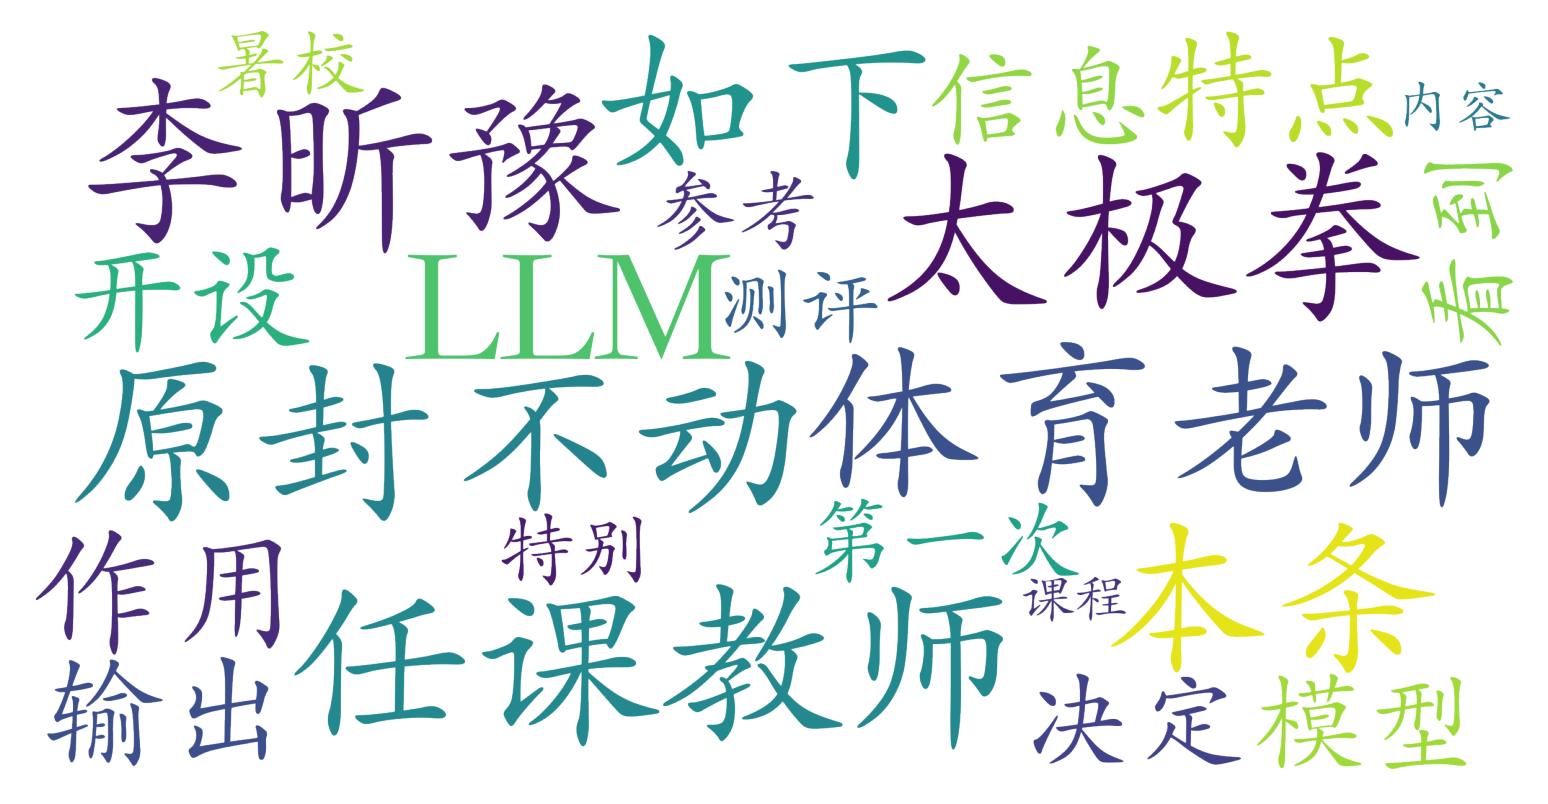 暑校
李昕豫
如下
信息
特点
内容
参考
太极拳
看到
开设
LLM
测评
原封不动
体育老师
作用
特别
第一次
课程
本条
任课教师
输出
决定
模型